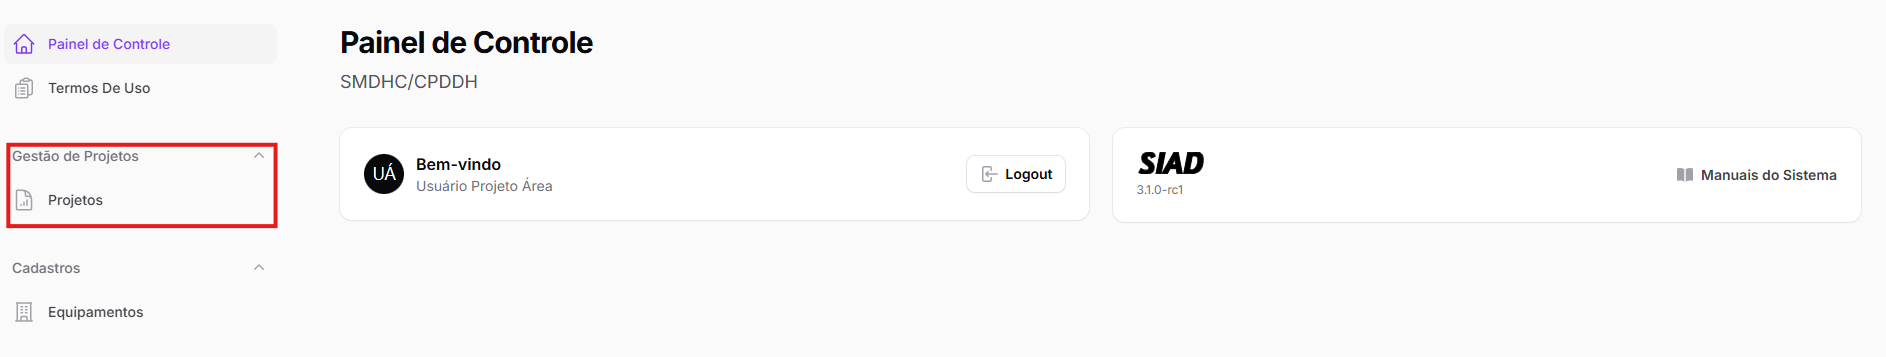 Painel de Controle
Termos De Uso
Gestão de Projetos
Projetos
Cadastros
Equipamentos
Painel de Controle
SMDHC/CPDDH
UÁ
Bem-vindo
Usuário Projeto Área
Logout
SIAD
3.1.0-rc1
Manuais do Sistema